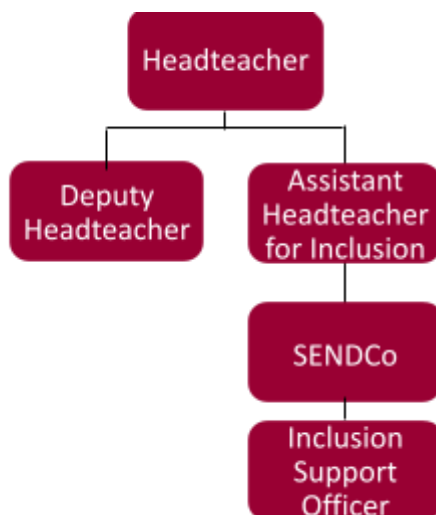 Headteacher
Deputy
Headteacher
Assistant
Headteacher
for Inclusion
SENDCo
Inclusion
Support
Officer